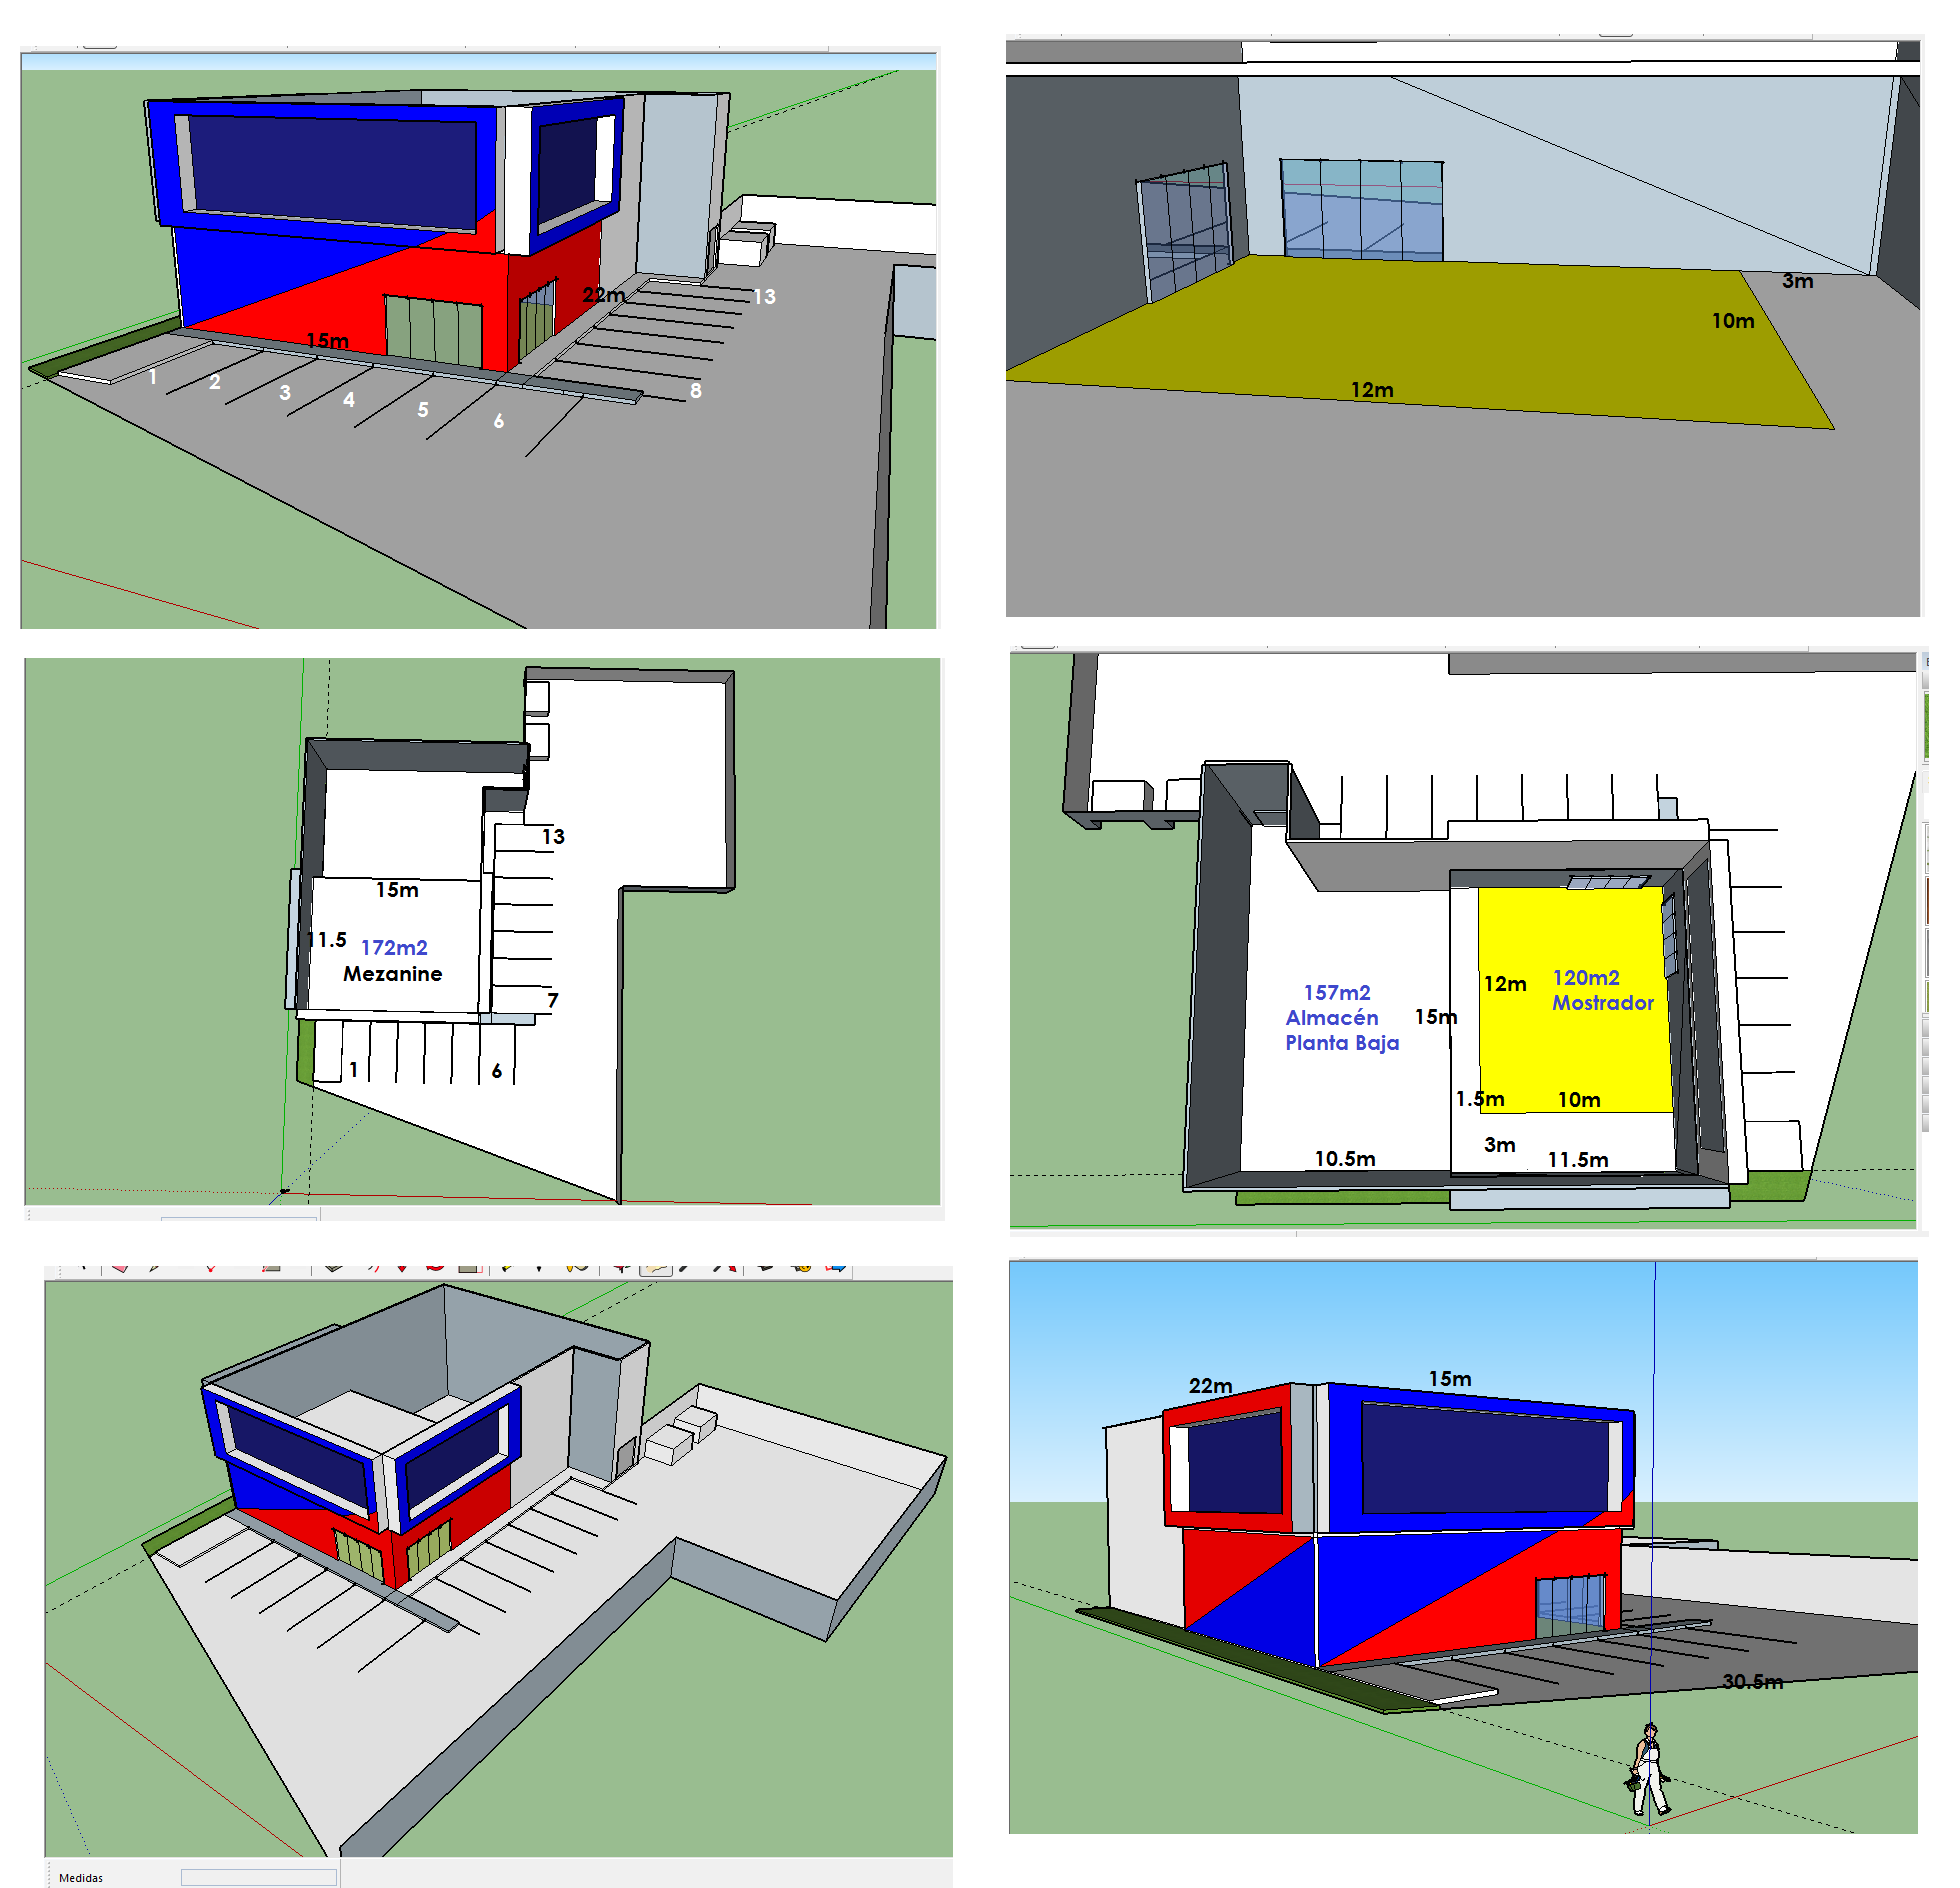 15m
22m
1
2
3
4
5
6
8
13
3m
10m
12m
13
15m
11.5
172m2
Mezanine
7
1
6
157m2
Almacén
Planta Baja
15m
12m
120m2
Mostrador
1.5m
10m
3m
10.5m
11.5m
Medidas
22m
15m
30.5m